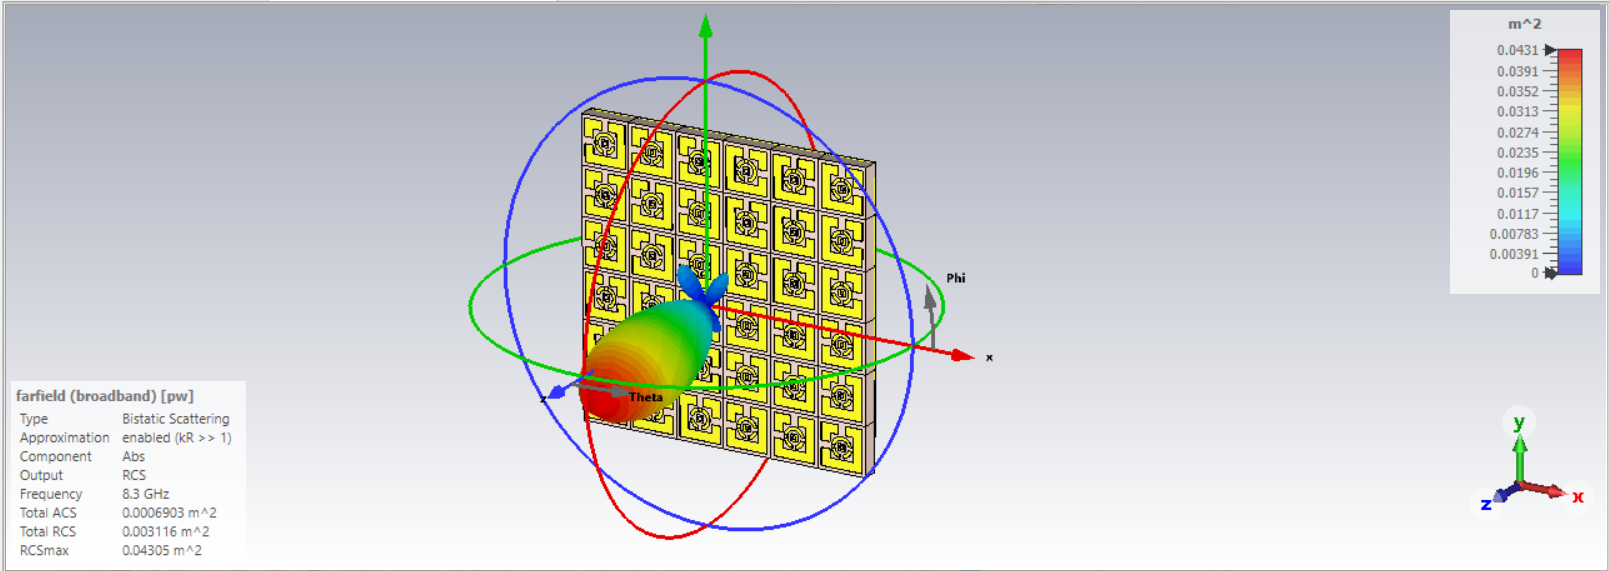 m^2
0.0431
0.0391
0.0352
0.0313
0.0274
0.0235
0.0196
0.0157
0.0117
0.00783
0.00391
0
Phi
x
z
Theta
farfield (broadband) [pw]
Type Bistatic Scattering
Approximation enabled (kR >> 1)
Component Abs
Output RCS
Frequency 8.3 GHz
Total ACS 0.0006903 m^2
Total RCS 0.003116 m^2
RCSmax 0.04305 m^2
y
x
z